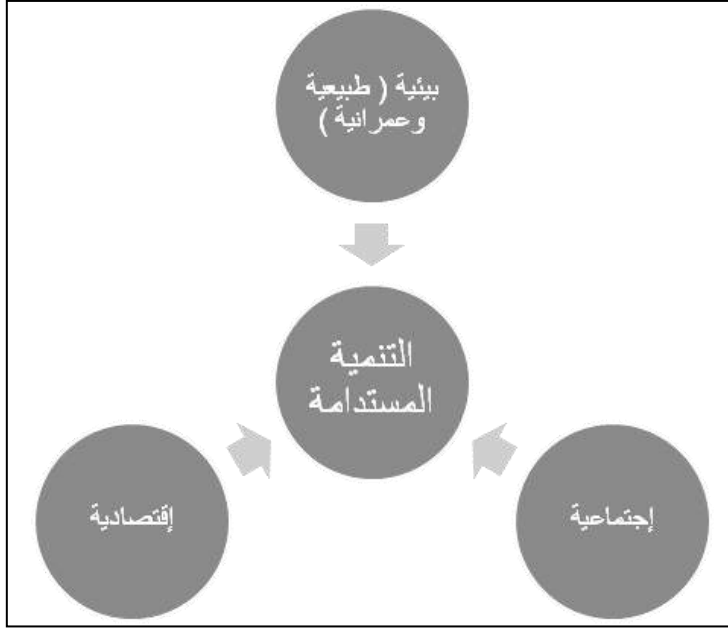 بيئية ( طبيعية
وعمرانية )
التنمية
المستدامة
إجتماعية
إقتصادية